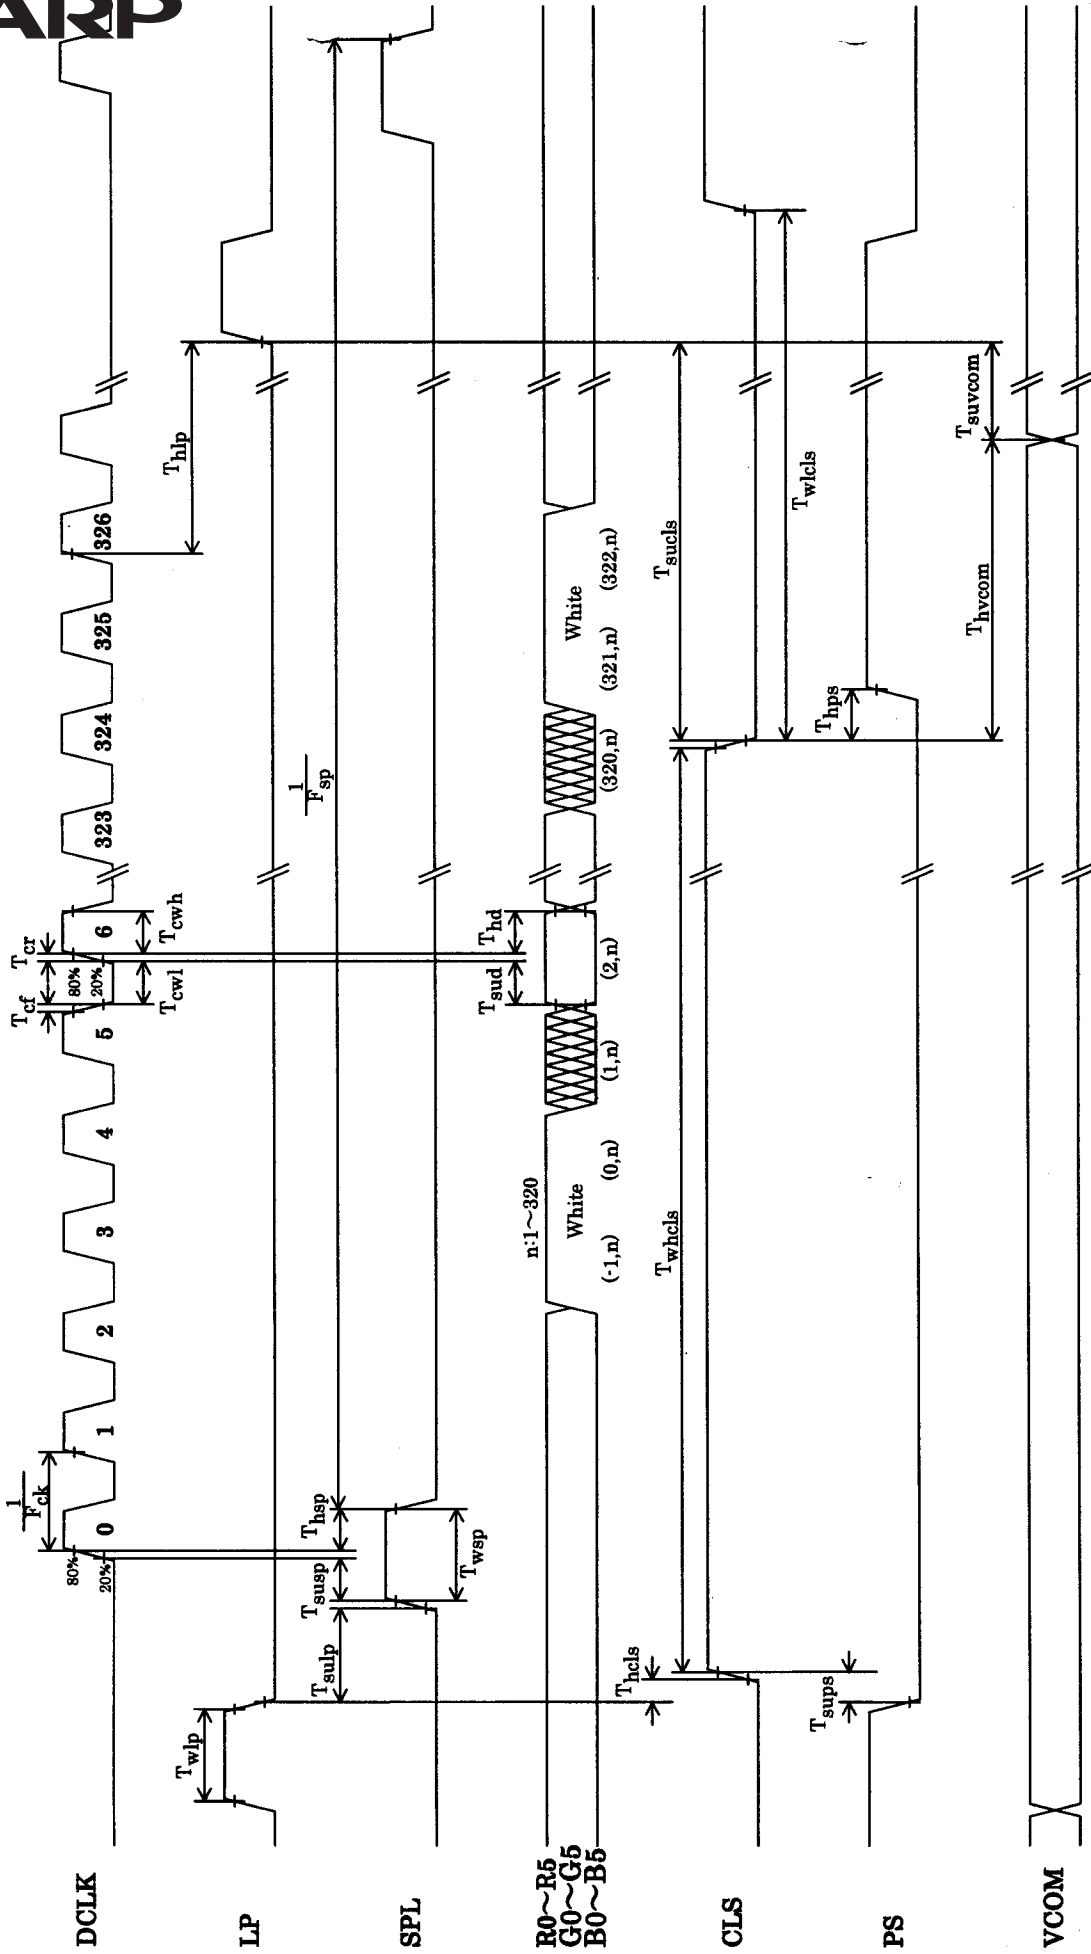 ARP
DCLK
80%
20%
0
1
Fck
1
2
3
4
5
Tcf
Tcr
80%
20%
6
Tcwl
Tcwh
323
324
325
326
LP
Twlp
Thlp
SPL
Tsulp
Tsusp
Thsp
Twsp
1
Fsp
R0～R5
G0～G5
B0～B5
n:1～320
White
(-1,n)
(0,n)
(1,n)
Tsud
Thd
(2,n)
(320,n)
White
(321,n)
(322,n)
CLS
Thcls
Twhcls
Tsucls
Twlcls
PS
Tsups
Thps
VCOM
Thvcom
Tsuvcom